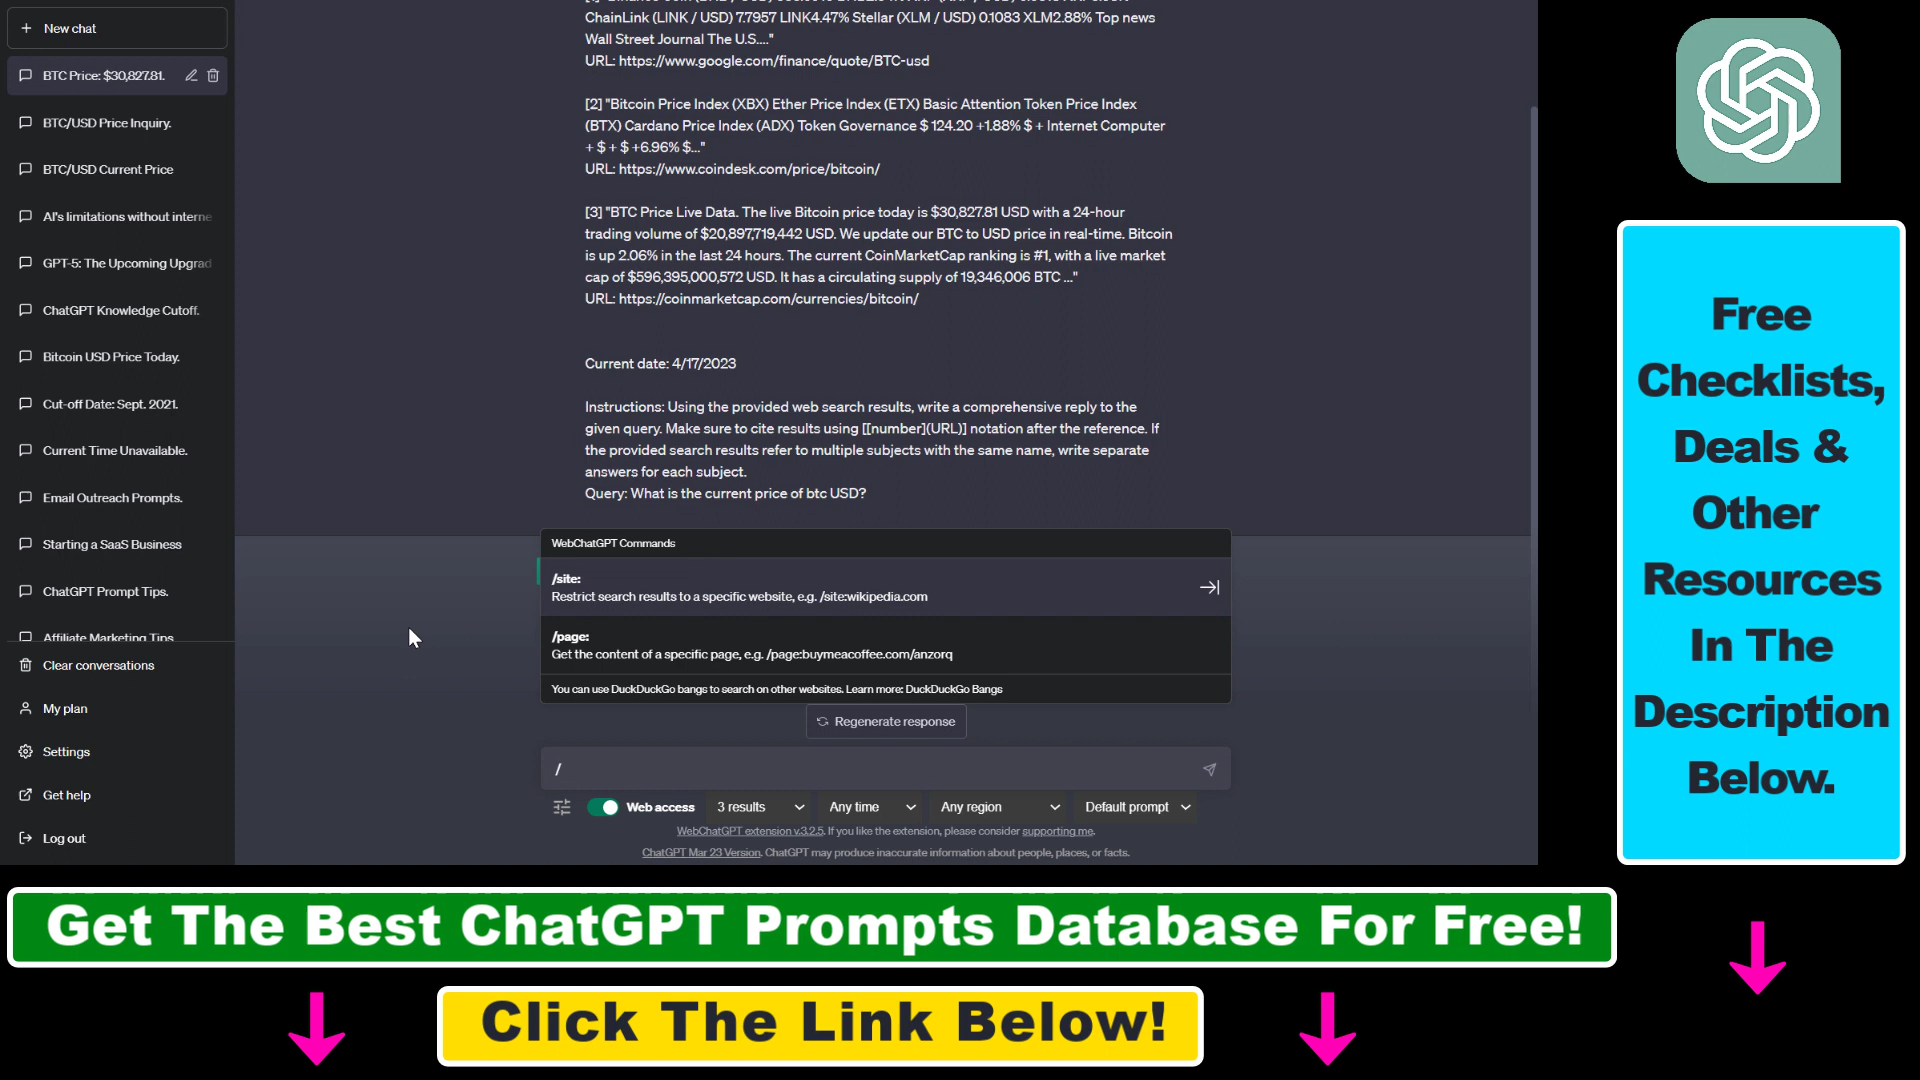 New chat
BTC Price: $30,827.81.
BTC/USD Price Inquiry.
BTC/USD Current Price
AI's limitations without interne
GPT-5: The Upcoming Upgrad
ChatGPT Knowledge Cutoff.
Bitcoin USD Price Today.
Cut-off Date: Sept. 2021.
Current Time Unavailable.
Email Outreach Prompts.
Starting a SaaS Business
ChatGPT Prompt Tips.
Affiliate Marketing Tips
Clear conversations
My plan
Settings
Get help
Log out
ChainLink (LINK / USD) 7.7957 LINK4.47% Stellar (XLM / USD) 0.1083 XLM2.88% Top news
Wall Street Journal The U.S...."
URL: https://www.google.com/finance/quote/BTC-usd
[2] "Bitcoin Price Index (XBX) Ether Price Index (ETX) Basic Attention Token Price Index
(BTX) Cardano Price Index (ADX) Token Governance $ 124.20 +1.88% $ + Internet Computer
+ $ + $ +6.96% $..."
URL: https://www.coindesk.com/price/bitcoin/
[3] "BTC Price Live Data. The live Bitcoin price today is $30,827.81 USD with a 24-hour
trading volume of $20,897,719,442 USD. We update our BTC to USD price in real-time. Bitcoin
is up 2.06% in the last 24 hours. The current CoinMarketCap ranking is #1, with a live market
cap of $596,395,000,572 USD. It has a circulating supply of 19,346,006 BTC ..."
URL: https://coinmarketcap.com/currencies/bitcoin/
Current date: 4/17/2023
Instructions: Using the provided web search results, write a comprehensive reply to the
given query. Make sure to cite results using [[number](URL)] notation after the reference. If
the provided search results refer to multiple subjects with the same name, write separate
answers for each subject.
Query: What is the current price of btc USD?
WebChatGPT Commands
/site:
Restrict search results to a specific website, e.g. /site:wikipedia.com
/page:
Get the content of a specific page, e.g. /page:buymeacoffee.com/anzorq
You can use DuckDuckGo bangs to search on other websites. Learn more: DuckDuckGo Bangs
Regenerate response
/
Web access 3 results Any time Any region Default prompt
WebChatGPT extension v.3.2.5. If you like the extension, please consider supporting me.
ChatGPT Mar 23 Version. ChatGPT may produce inaccurate information about people, places, or facts.
Free
Checklists,
Deals &
Other
Resources
In The
Description
Below.
Get The Best ChatGPT Prompts Database For Free!
Click The Link Below!